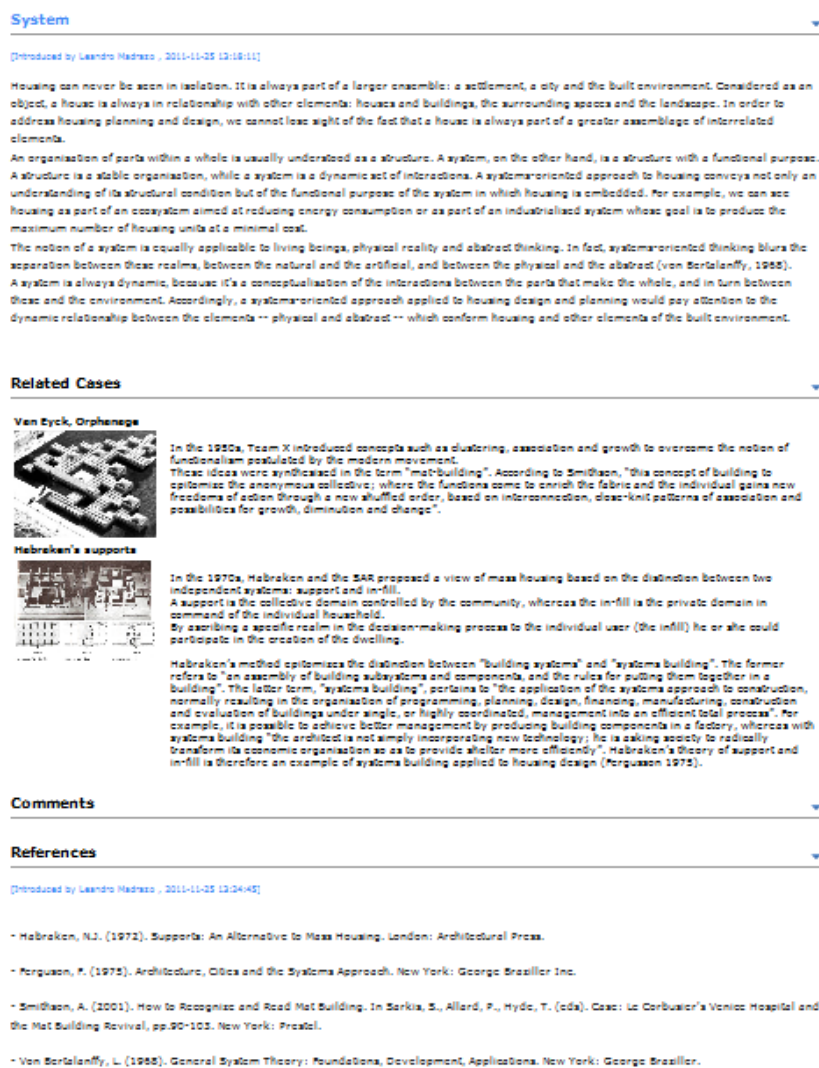 System
[Introduced by Leandro Madrazo , 2011-11-25 13:18:11]
Housing can never be seen in isolation. It is always part of a larger ensemble: a settlement, a city and the built environment. Considered as an
object, a house is always in relationship with other elements: houses and buildings, the surrounding spaces and the landscape. In order to
address housing planning and design, we cannot lose sight of the fact that a house is always part of a greater assemblage of interrelated
elements.
An organisation of parts within a whole is usually understood as a structure. A system, on the other hand, is a structure with a functional purpose.
A structure is a stable organisation, while a system is a dynamic set of interactions. A systems-oriented approach to housing conveys not only an
understanding of its structural condition but of the functional purpose of the system in which housing is embedded. For example, we can see
housing as part of an ecosystem aimed at reducing energy consumption or as part of an industrialised system whose goal is to produce the
maximum number of housing units at a minimal cost.
The notion of a system is equally applicable to living beings, physical reality and abstract thinking. In fact, systems-oriented thinking blurs the
separation between these realms, between the natural and the artificial, and between the physical and the abstract (von Bertalanffy, 1968).
A system is always dynamic, because it's a conceptualisation of the interactions between the parts that make the whole, and in turn between
these and the environment. Accordingly, a systems-oriented approach applied to housing design and planning would pay attention to the
dynamic relationship between the elements -- physical and abstract -- which conform housing and other elements of the built environment.
Related Cases
Van Eyck, Orphanage
In the 1950s, Team X introduced concepts such as clustering, association and growth to overcome the notion of
functionalism postulated by the modern movement.
These ideas were synthesised in the term "mat-building". According to Smithson, "this concept of building to
epitomize the anonymous collective; where the functions come to enrich the fabric and the individual gains new
freedoms of action through a new shuffled order, based on interconnection, close-knit patterns of association and
possibilities for growth, diminution and change".
Habraken's supports
In the 1970s, Habraken and the SAR proposed a view of mass housing based on the distinction between two
independent systems: support and in-fill.
A support is the collective domain controlled by the community, whereas the in-fill is the private domain in
command of the individual household.
By ascribing a specific realm in the decision-making process to the individual user (the infill) he or she could
participate in the creation of the dwelling.
Habraken's method epitomizes the distinction between "building systems" and "systems building". The former
refers to "an assembly of building subsystems and components, and the rules for putting them together in a
building". The latter term, "systems building", pertains to "the application of the systems approach to construction,
normally resulting in the organisation of programming, planning, design, financing, manufacturing, construction
and evaluation of buildings under single, or highly coordinated, management into an efficient total process". For
example, it is possible to achieve better management by producing building components in a factory, whereas with
systems building "the architect is not simply incorporating new technology; he is asking society to radically
transform its economic organisation so as to provide shelter more efficiently". Habraken's theory of support and
in-fill is therefore an example of systems building applied to housing design (Fergusson 1975).
Comments
References
[Introduced by Leandro Madrazo , 2011-11-25 13:24:45]
- Habraken, N.J. (1972). Supports: An Alternative to Mass Housing. London: Architectural Press.
- Ferguson, F. (1975). Architecture, Cities and the Systems Approach. New York: George Braziller Inc.
- Smithson, A. (2001). How to Recognize and Read Mat Building. In Sarkis, S., Allard, P., Hyde, T. (eds). Case: Le Corbusier's Venice Hospital and
the Mat Building Revival, pp.90-103. New York: Prestel.
- Von Bertalanffy, L. (1968). General System Theory: Foundations, Development, Applications. New York: George Braziller.